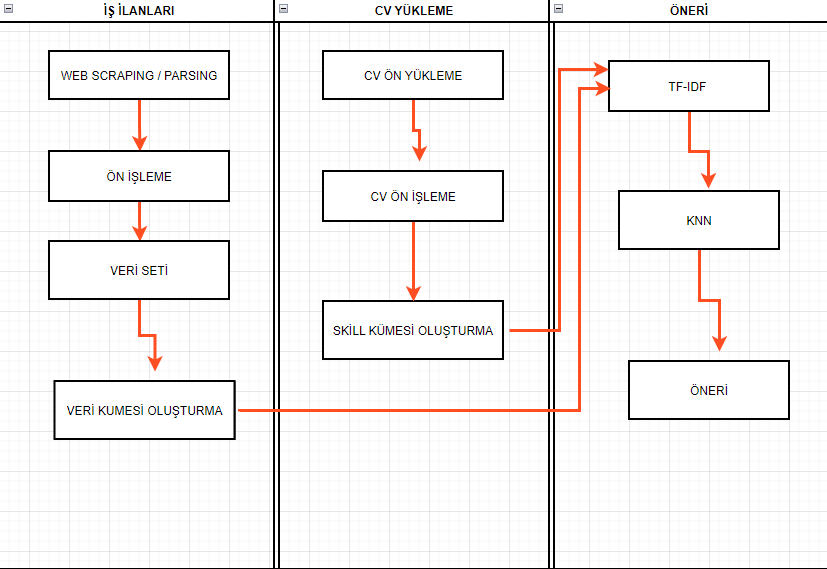 İŞ İLANLARI
WEB SCRAPING / PARSING
ÖN İŞLEME
VERİ SETİ
VERİ KUMESİ OLUŞTURMA
CV YÜKLEME
CV ÖN YÜKLEME
CV ÖN İŞLEME
SKİLL KÜMESİ OLUŞTURMA
ÖNERİ
TF-IDF
KNN
ÖNERİ